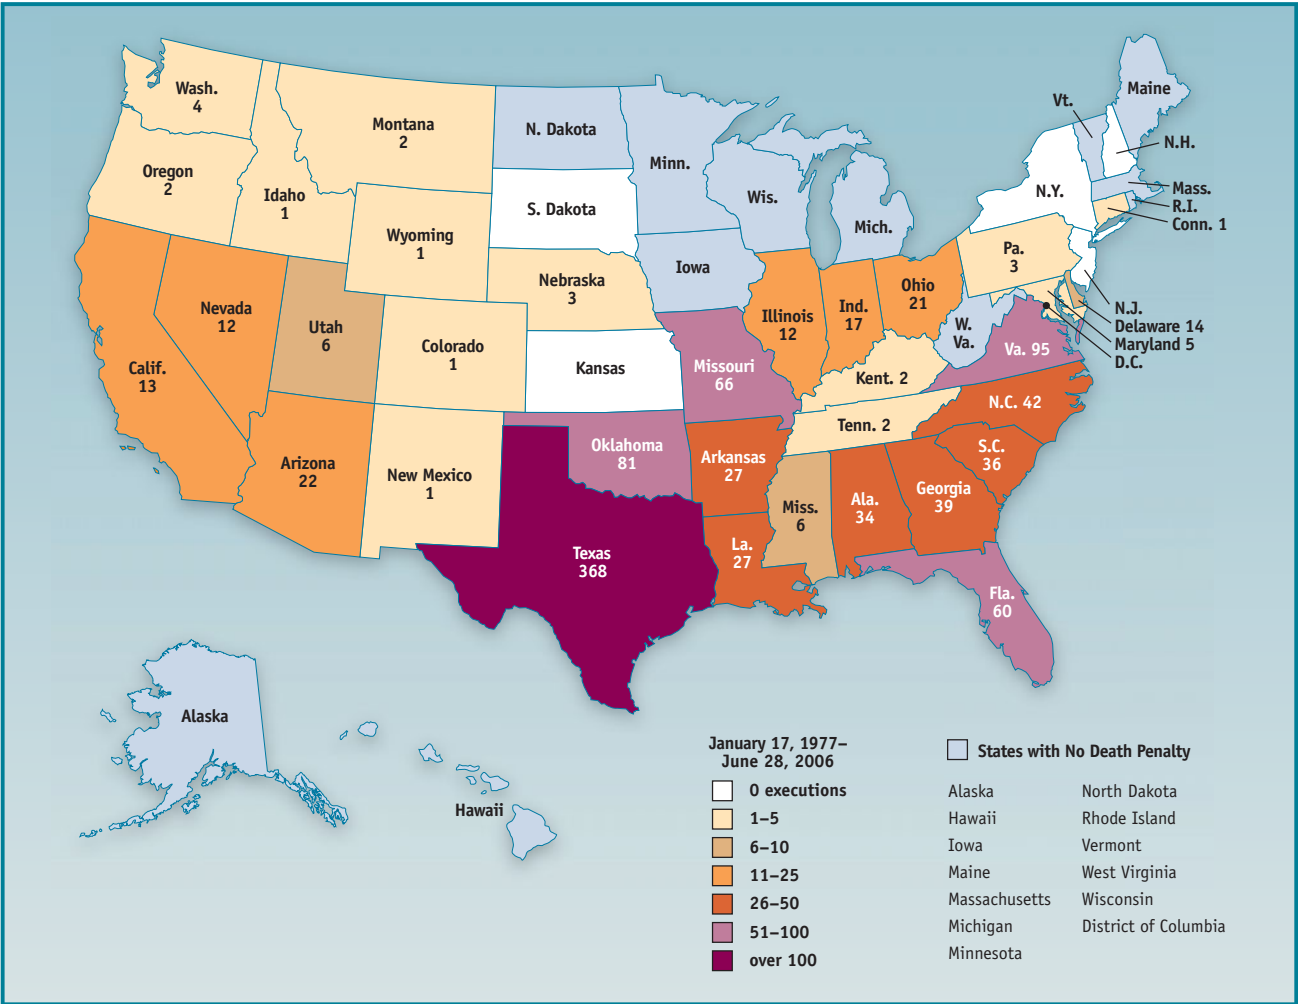 Wash.
4
Montana
2
N. Dakota
Minn.
Maine
Vt.
N.H.
Oregon
2
Idaho
1
S. Dakota
Wis.
Mich.
N.Y.
Mass.
R.I.
Conn. 1
Wyoming
1
Nebraska
3
Iowa
Pa.
3
Nevada
12
Utah
6
Colorado
1
Kansas
Illinois
12
Ind.
17
Ohio
21
W.
Va.
N.J.
Delaware 14
Maryland 5
D.C.
Calif.
13
Missouri
66
Kent. 2
Va. 95
Arizona
22
New Mexico
1
Oklahoma
81
Arkansas
27
Tenn. 2
N.C. 42
S.C.
36
Texas
368
La.
27
Miss.
6
Ala.
34
Georgia
39
Fla.
60
Alaska
Hawaii
January 17, 1977–
June 28, 2006
0 executions
1–5
6–10
11–25
26–50
51–100
over 100
States with No Death Penalty
Alaska
Hawaii
Iowa
Maine
Massachusetts
Michigan
Minnesota
North Dakota
Rhode Island
Vermont
West Virginia
Wisconsin
District of Columbia